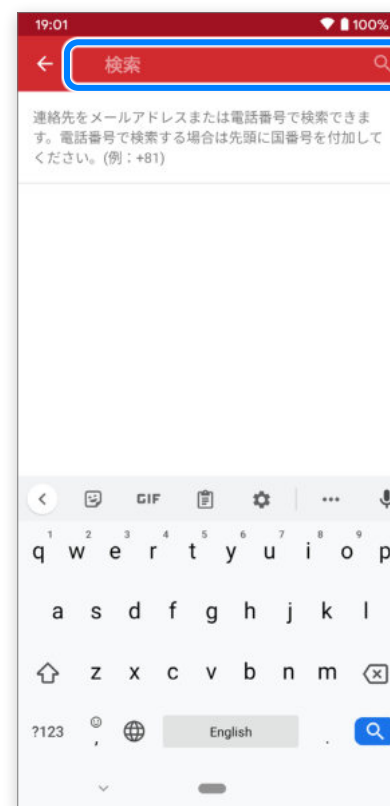 19:01 100%
検索
連絡先をメールアドレスまたは電話番号で検索できま
す。電話番号で検索する場合は先頭に国番号を付加して
ください。(例：+81)
GIF
1 2 3 4 5 6 7 8 9
q w e r t y u i o p
a s d f g h j k l
z x c v b n m
?123 , English .